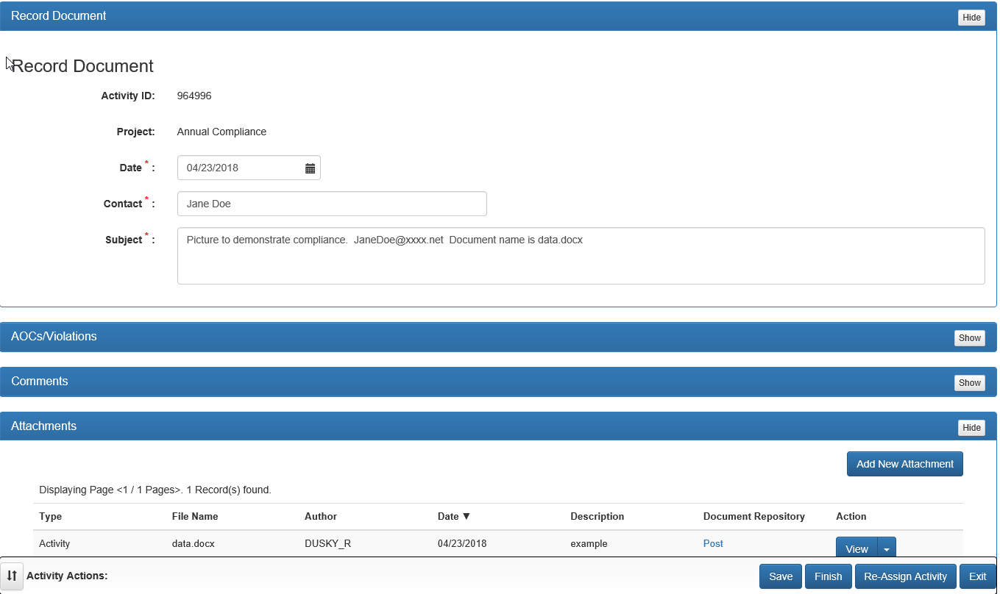 Record Document Hide
Record Document
Activity ID: 964996
Project: Annual Compliance
Date * : 04/23/2018
Contact * : Jane Doe
Subject * : Picture to demonstrate compliance.  JaneDoe@xxxx.net  Document name is data.docx
AOCs/Violations Show
Comments Show
Attachments Hide
Add New Attachment
Displaying Page <1 / 1 Pages>. 1 Record(s) found.
Type File Name Author Date ▼ Description Document Repository Action
Activity data.docx DUSKY_R 04/23/2018 example Post View
Activity Actions: Save Finish Re-Assign Activity Exit